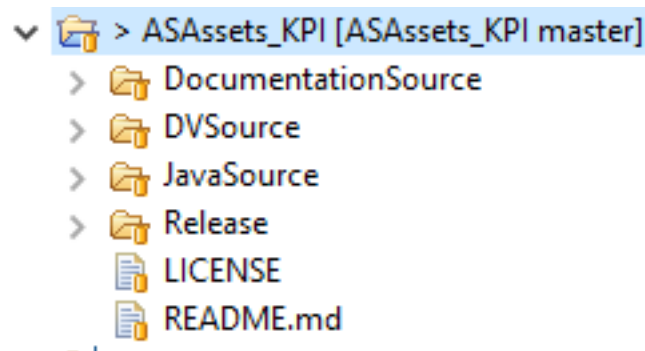 > ASAssets_KPI [ASAssets_KPI master]
DocumentationSource
DVSource
JavaSource
Release
LICENSE
README.md